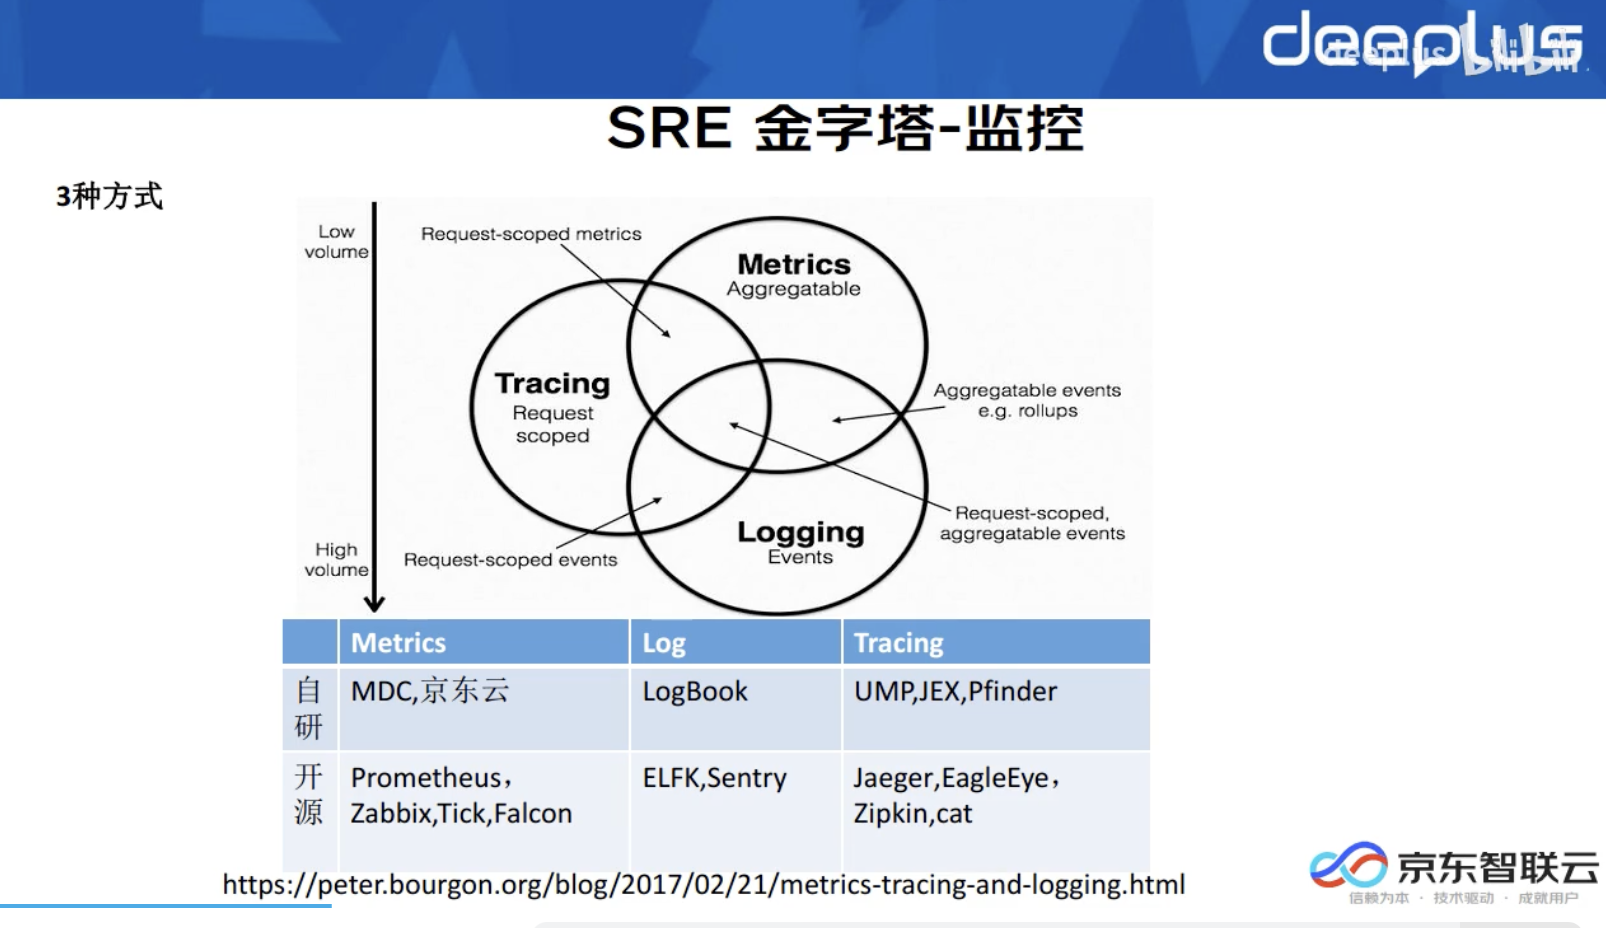 deeplus
deeplus bilibili
SRE 金字塔-监控
3种方式
Low
volume
Request-scoped metrics
Metrics
Aggregatable
Tracing
Request
scoped
Aggregatable events
e.g. rollups
Request-scoped,
aggregatable events
Logging
Events
High
volume
Request-scoped events
Metrics Log Tracing
自研 MDC,京东云 LogBook UMP,JEX,Pfinder
开源 Prometheus， ELFK,Sentry Jaeger,EagleEye，
Zabbix,Tick,Falcon Zipkin,cat
https://peter.bourgon.org/blog/2017/02/21/metrics-tracing-and-logging.html
京东智联云
信赖为本 · 技术驱动 · 成就用户